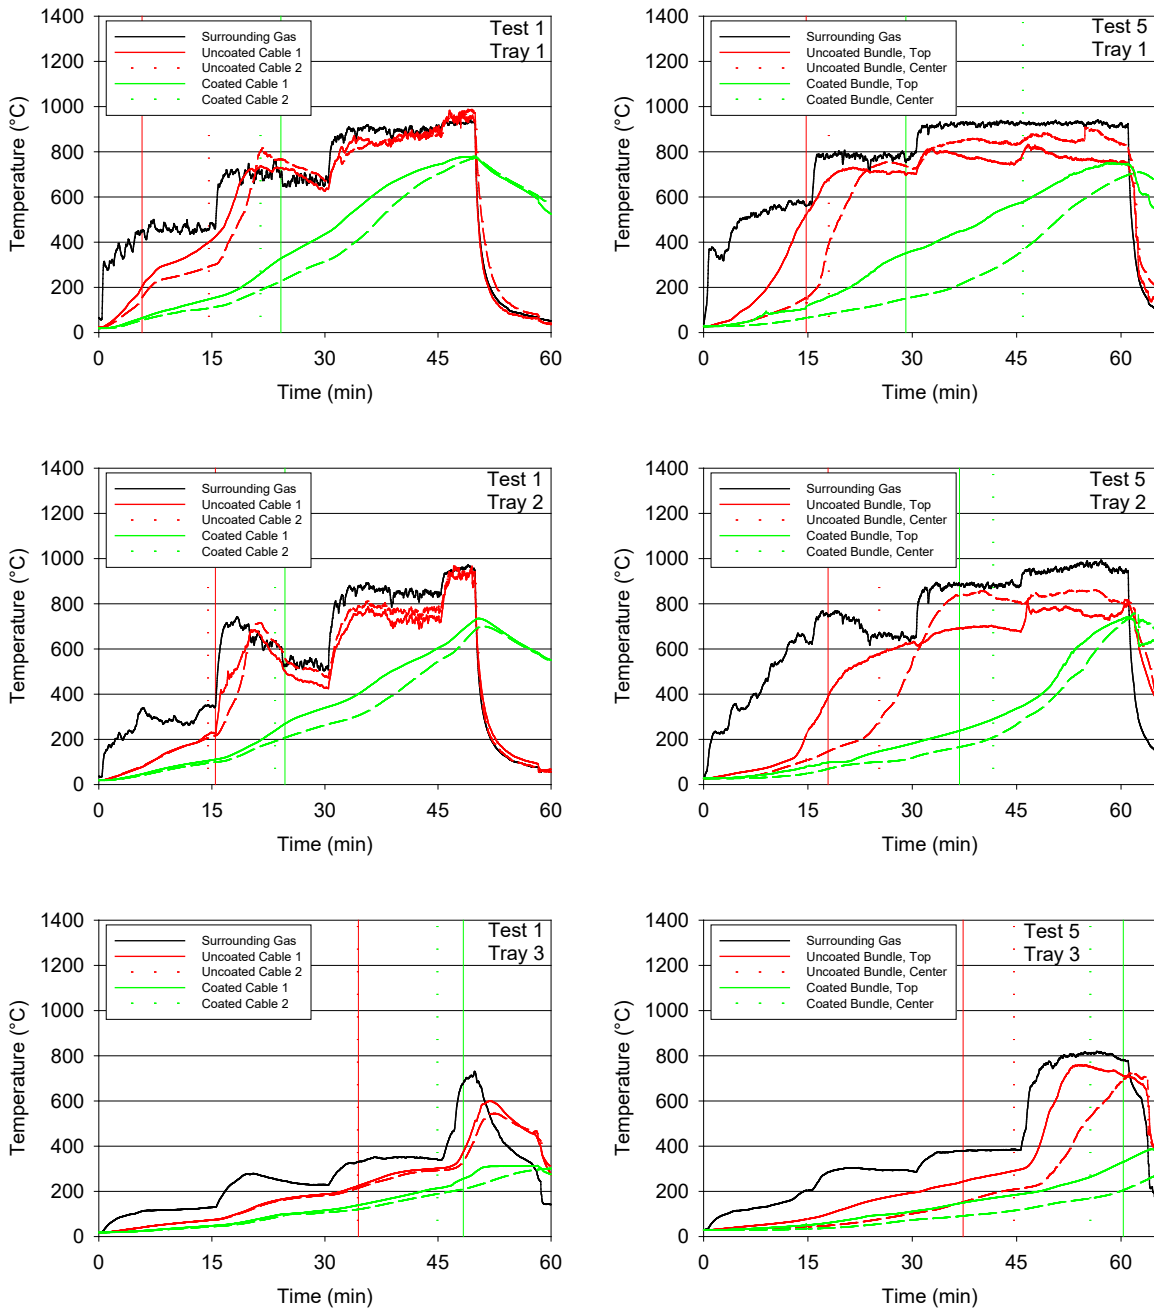 Test 1
Tray 1
Surrounding Gas
Uncoated Cable 1
Uncoated Cable 2
Coated Cable 1
Coated Cable 2
Temperature (°C)
1400
1200
1000
800
600
400
200
0
0 15 30 45 60
Time (min)
Test 5
Tray 1
Surrounding Gas
Uncoated Bundle, Top
Uncoated Bundle, Center
Coated Bundle, Top
Coated Bundle, Center
Temperature (°C)
1400
1200
1000
800
600
400
200
0
0 15 30 45 60
Time (min)
Test 1
Tray 2
Surrounding Gas
Uncoated Cable 1
Uncoated Cable 2
Coated Cable 1
Coated Cable 2
Temperature (°C)
1400
1200
1000
800
600
400
200
0
0 15 30 45 60
Time (min)
Test 5
Tray 2
Surrounding Gas
Uncoated Bundle, Top
Uncoated Bundle, Center
Coated Bundle, Top
Coated Bundle, Center
Temperature (°C)
1400
1200
1000
800
600
400
200
0
0 15 30 45 60
Time (min)
Test 1
Tray 3
Surrounding Gas
Uncoated Cable 1
Uncoated Cable 2
Coated Cable 1
Coated Cable 2
Temperature (°C)
1400
1200
1000
800
600
400
200
0
0 15 30 45 60
Time (min)
Test 5
Tray 3
Surrounding Gas
Uncoated Bundle, Top
Uncoated Bundle, Center
Coated Bundle, Top
Coated Bundle, Center
Temperature (°C)
1400
1200
1000
800
600
400
200
0
0 15 30 45 60
Time (min)